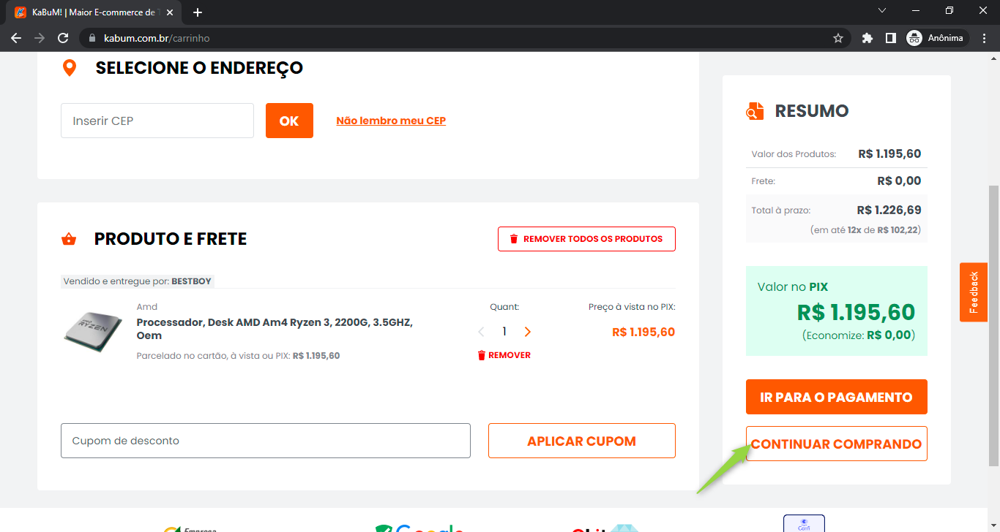 KaBuM! | Maior E-commerce de T
kabum.com.br/carrinho
Anônima
SELECIONE O ENDEREÇO
Inserir CEP
OK
Não lembro meu CEP
PRODUTO E FRETE
REMOVER TODOS OS PRODUTOS
Vendido e entregue por: BESTBOY
RYZEN
Amd
Processador, Desk AMD Am4 Ryzen 3, 2200G, 3.5GHZ,
Oem
Parcelado no cartão, à vista ou PIX: R$ 1.195,60
Quant:
1
REMOVER
Preço à vista no PIX:
R$ 1.195,60
Cupom de desconto
APLICAR CUPOM
RESUMO
Valor dos Produtos: R$ 1.195,60
Frete: R$ 0,00
Total à prazo: R$ 1.226,69
(em até 12x de R$ 102,22)
Valor no PIX
R$ 1.195,60
(Economize: R$ 0,00)
IR PARA O PAGAMENTO
CONTINUAR COMPRANDO
Feedback
Empresa
Google